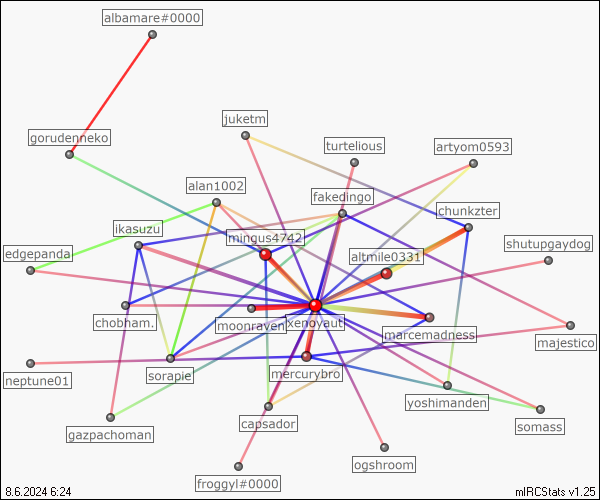 albamare#0000
juketm
gorudenneko
turtelious
artyom0593
alan1002
fakedingo
chunkzter
ikasuzu
mingus4742
shutupgaydog
edgepanda
altmile0331
chobham.
moonraven
xenoyaut
marcemadness
majestico
neptune01
sorapie
mercurybro
yoshimanden
gazpachoman
capsador
somass
froggyl#0000
ogshroom
8.6.2024 6:24
mIRCStats v1.25